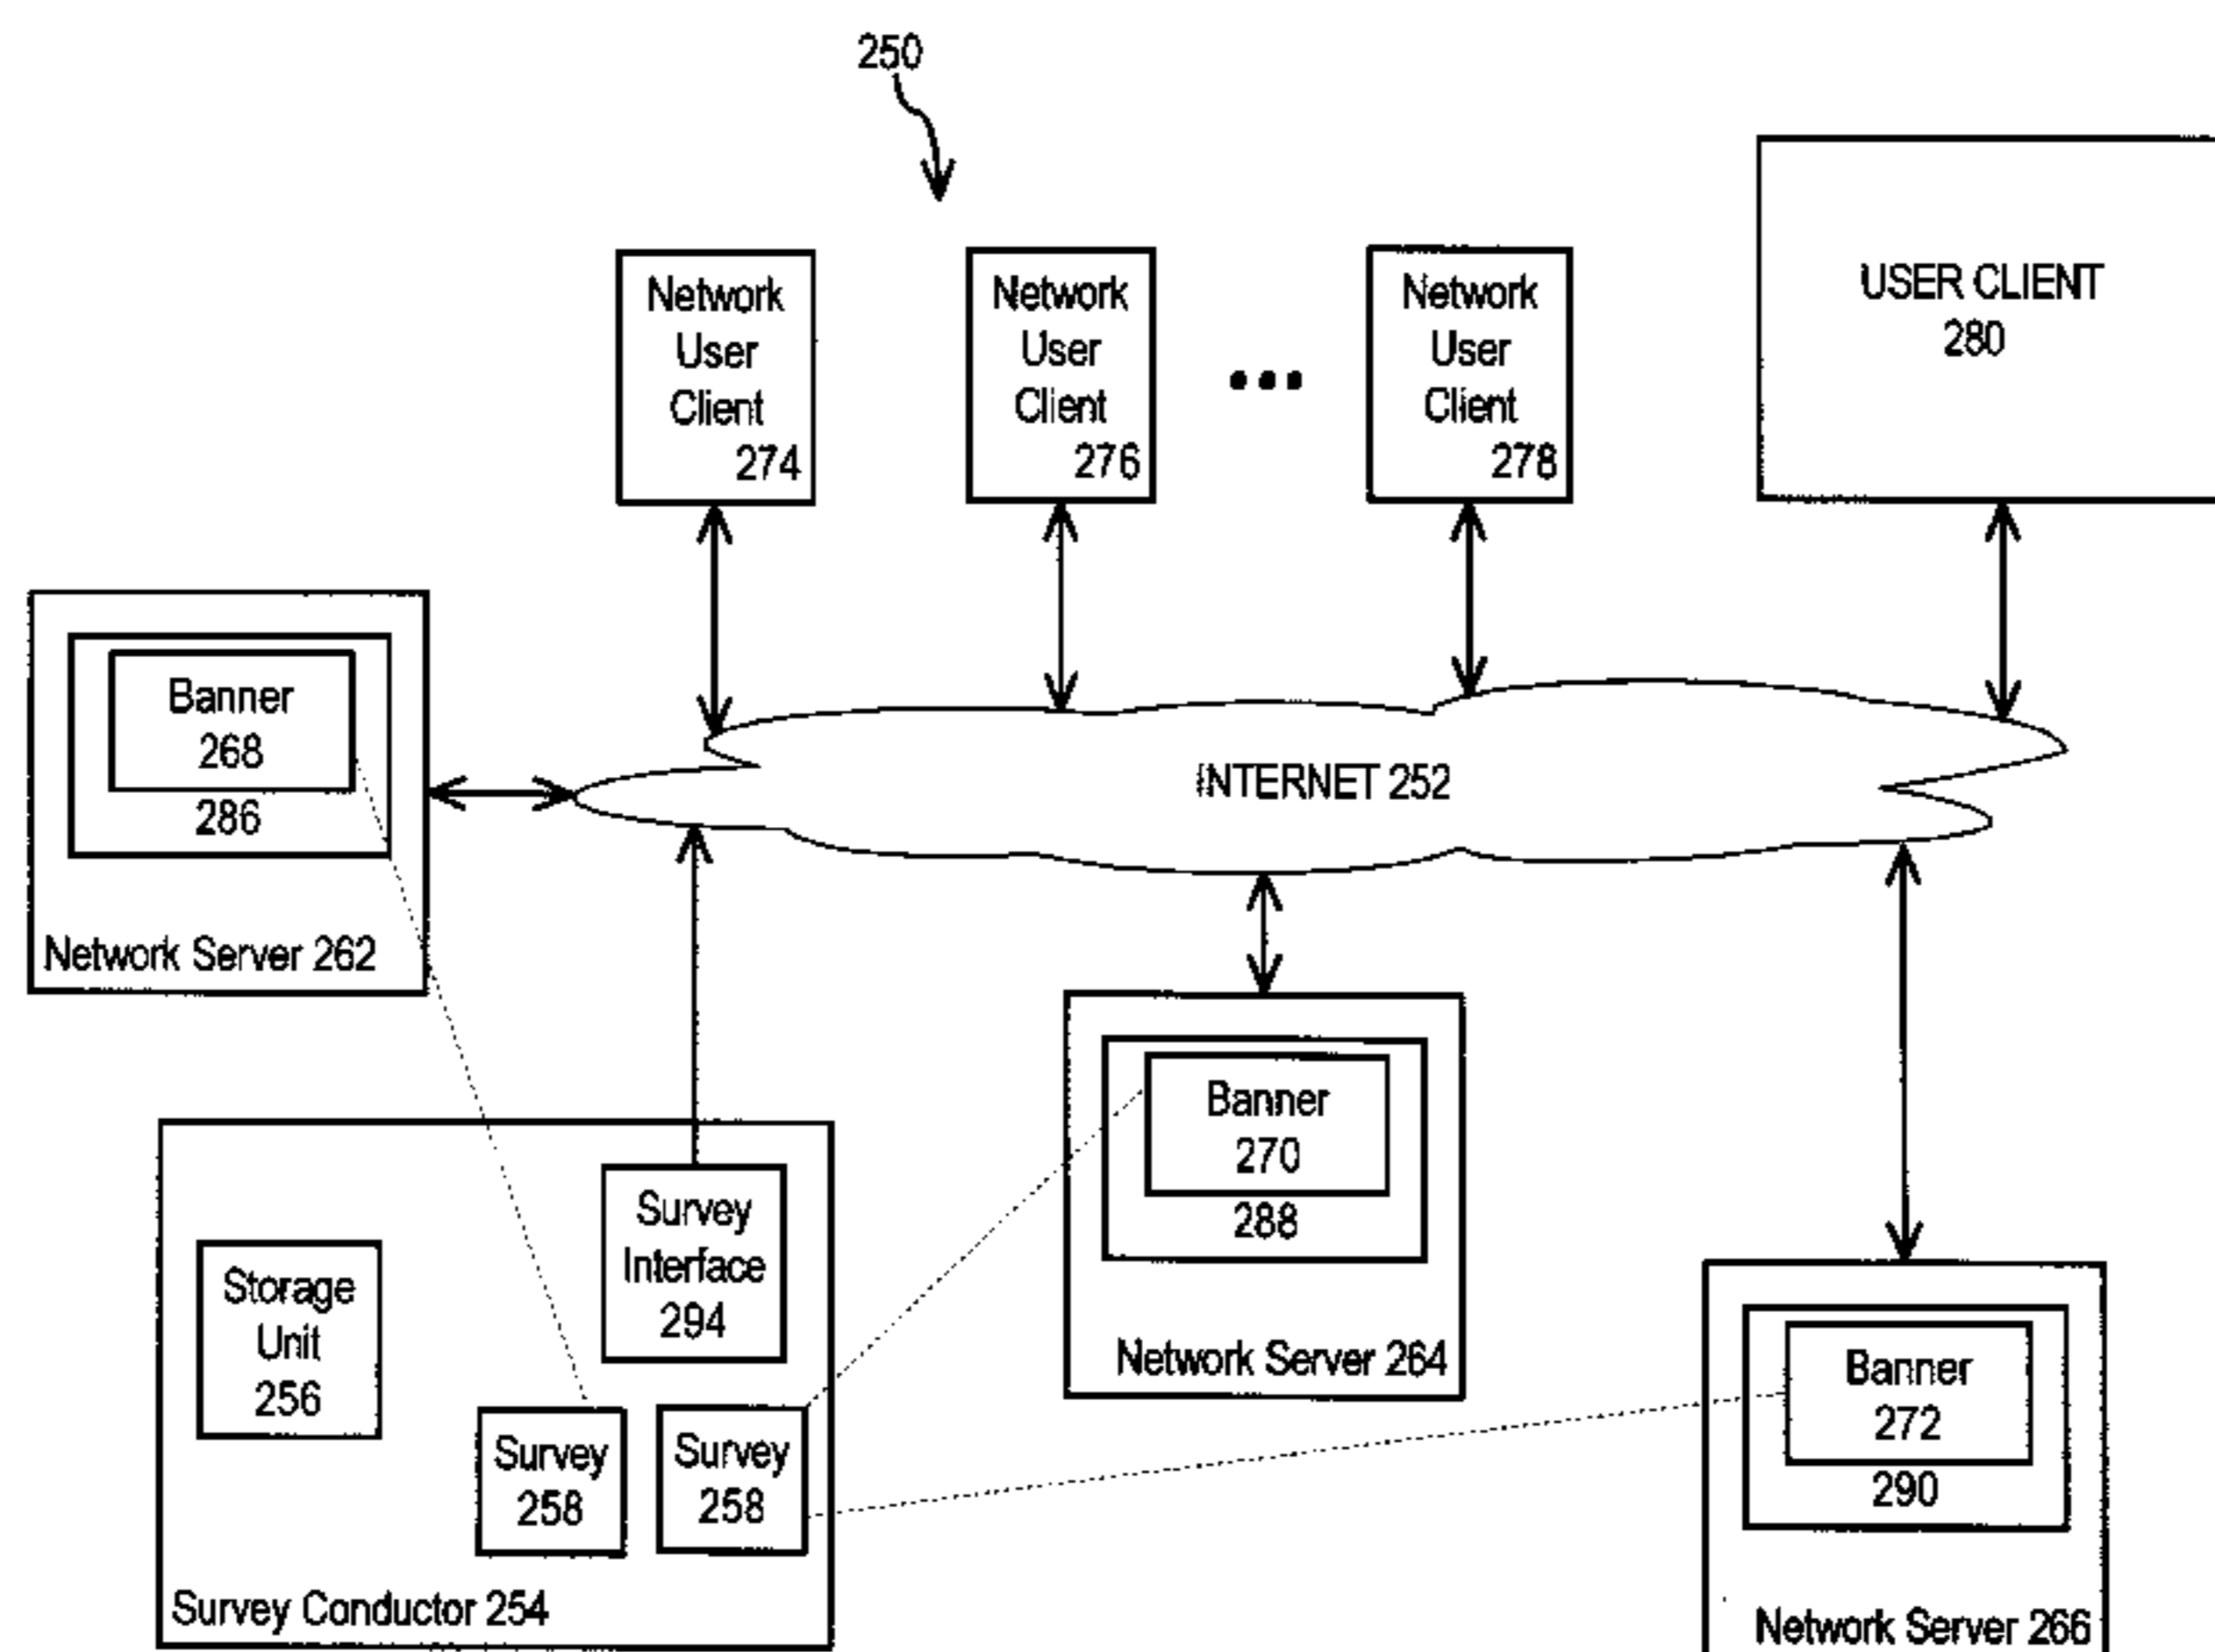 250
Network
User
Client
274
Network
User
Client
276
Network
User
Client
278
USER CLIENT
280
Banner
268
286
Network Server 262
INTERNET 252
Banner
270
288
Network Server 264
Survey
Interface
294
Storage
Unit
256
Survey
258
Survey
258
Survey Conductor 254
Banner
272
290
Network Server 266